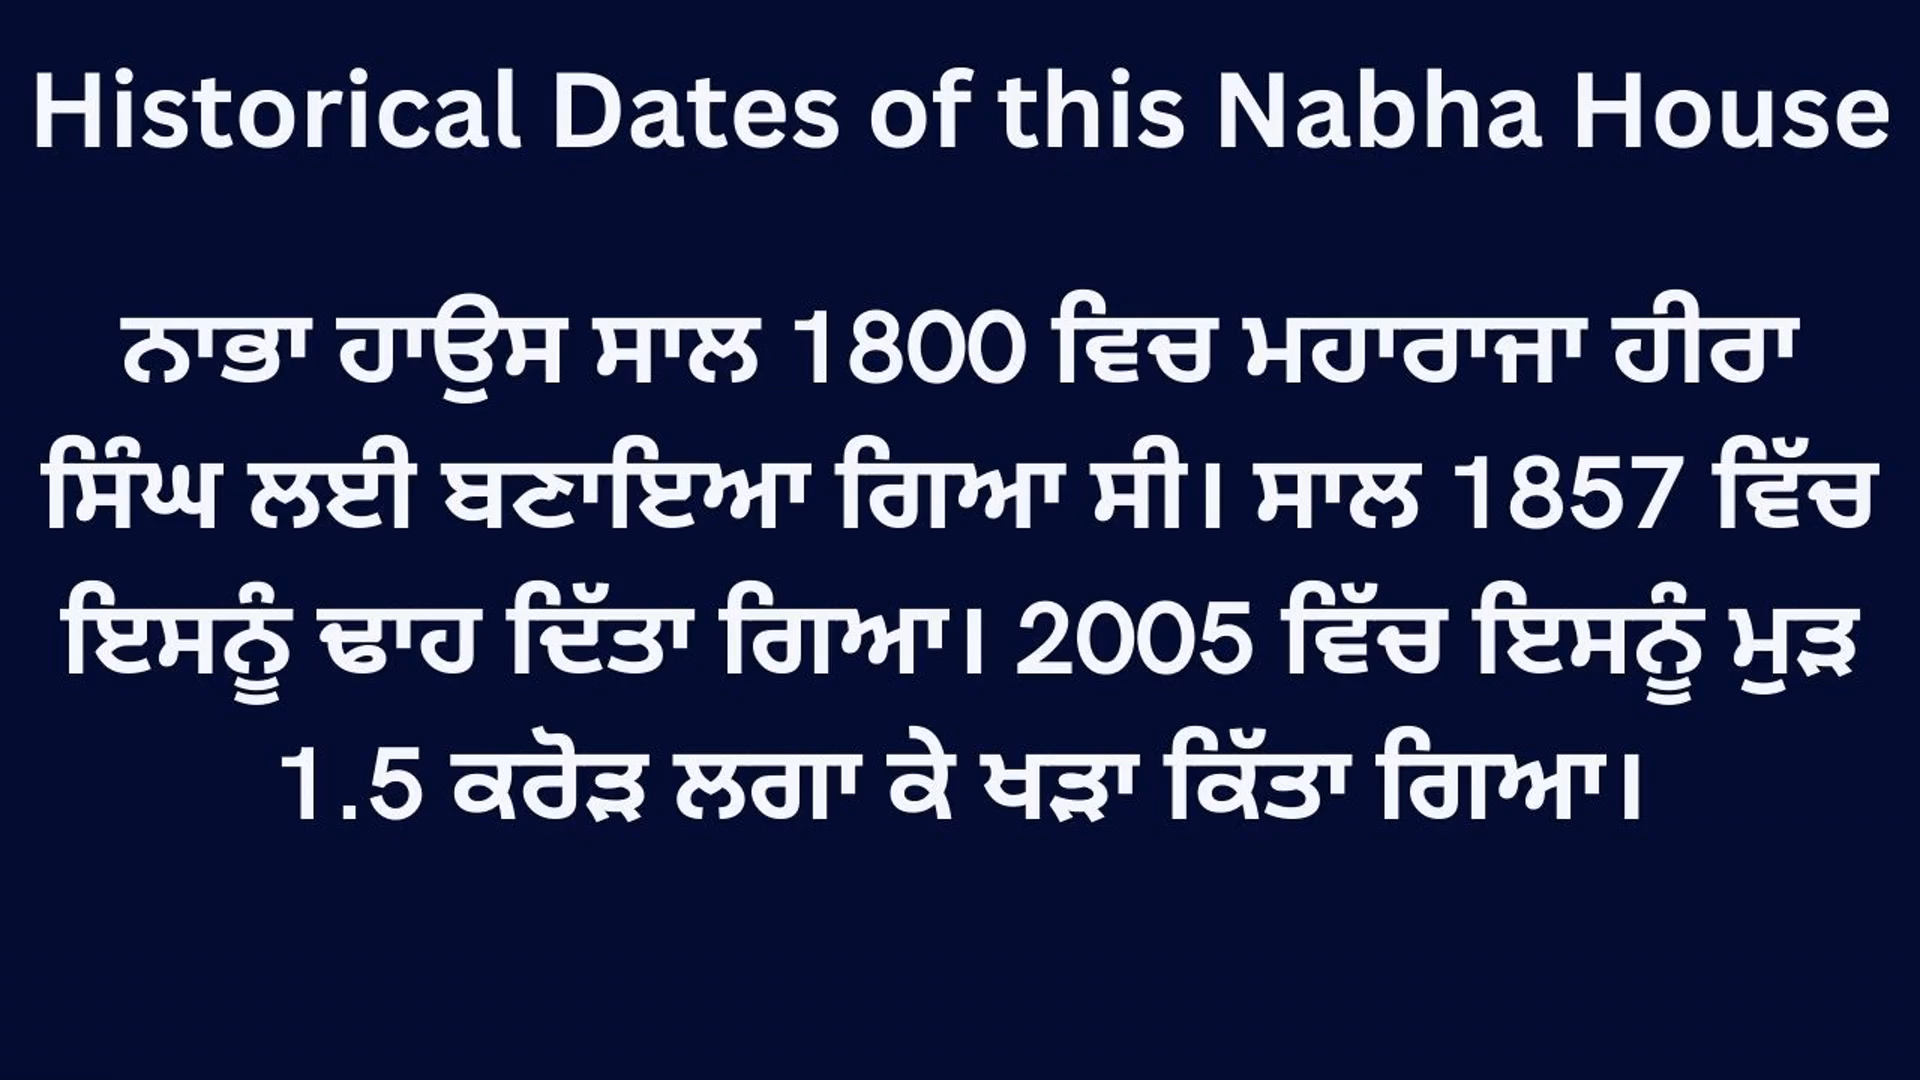 Historical Dates of this Nabha House
ਨਾਭਾ ਹਾਉਸ ਸਾਲ 1800 ਵਿਚ ਮਹਾਰਾਜਾ ਹੀਰਾ
ਸਿੰਘ ਲਈ ਬਣਾਇਆ ਗਿਆ ਸੀ। ਸਾਲ 1857 ਵਿੱਚ
ਇਸਨੂੰ ਢਾਹ ਦਿੱਤਾ ਗਿਆ। 2005 ਵਿੱਚ ਇਸਨੂੰ ਮੁੜ
1.5 ਕਰੋੜ ਲਗਾ ਕੇ ਖੜਾ ਕਿੱਤਾ ਗਿਆ।